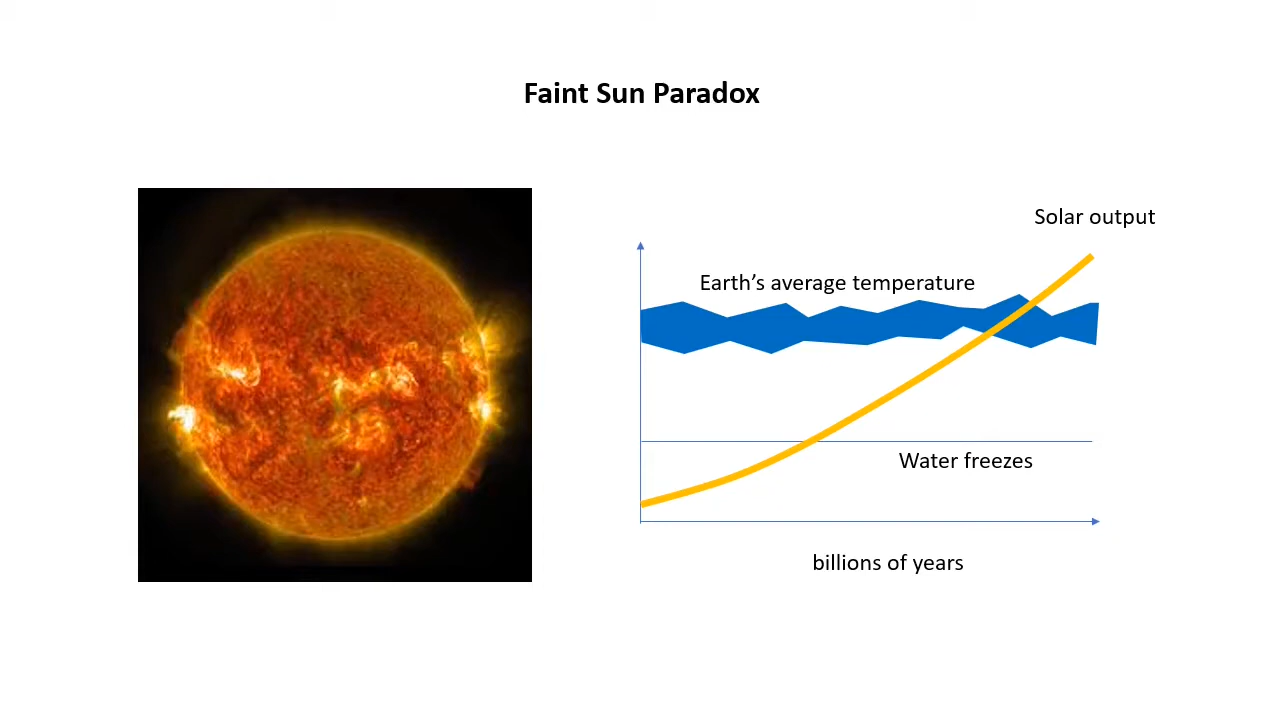 Faint Sun Paradox
Solar output
Earth’s average temperature
Water freezes
billions of years